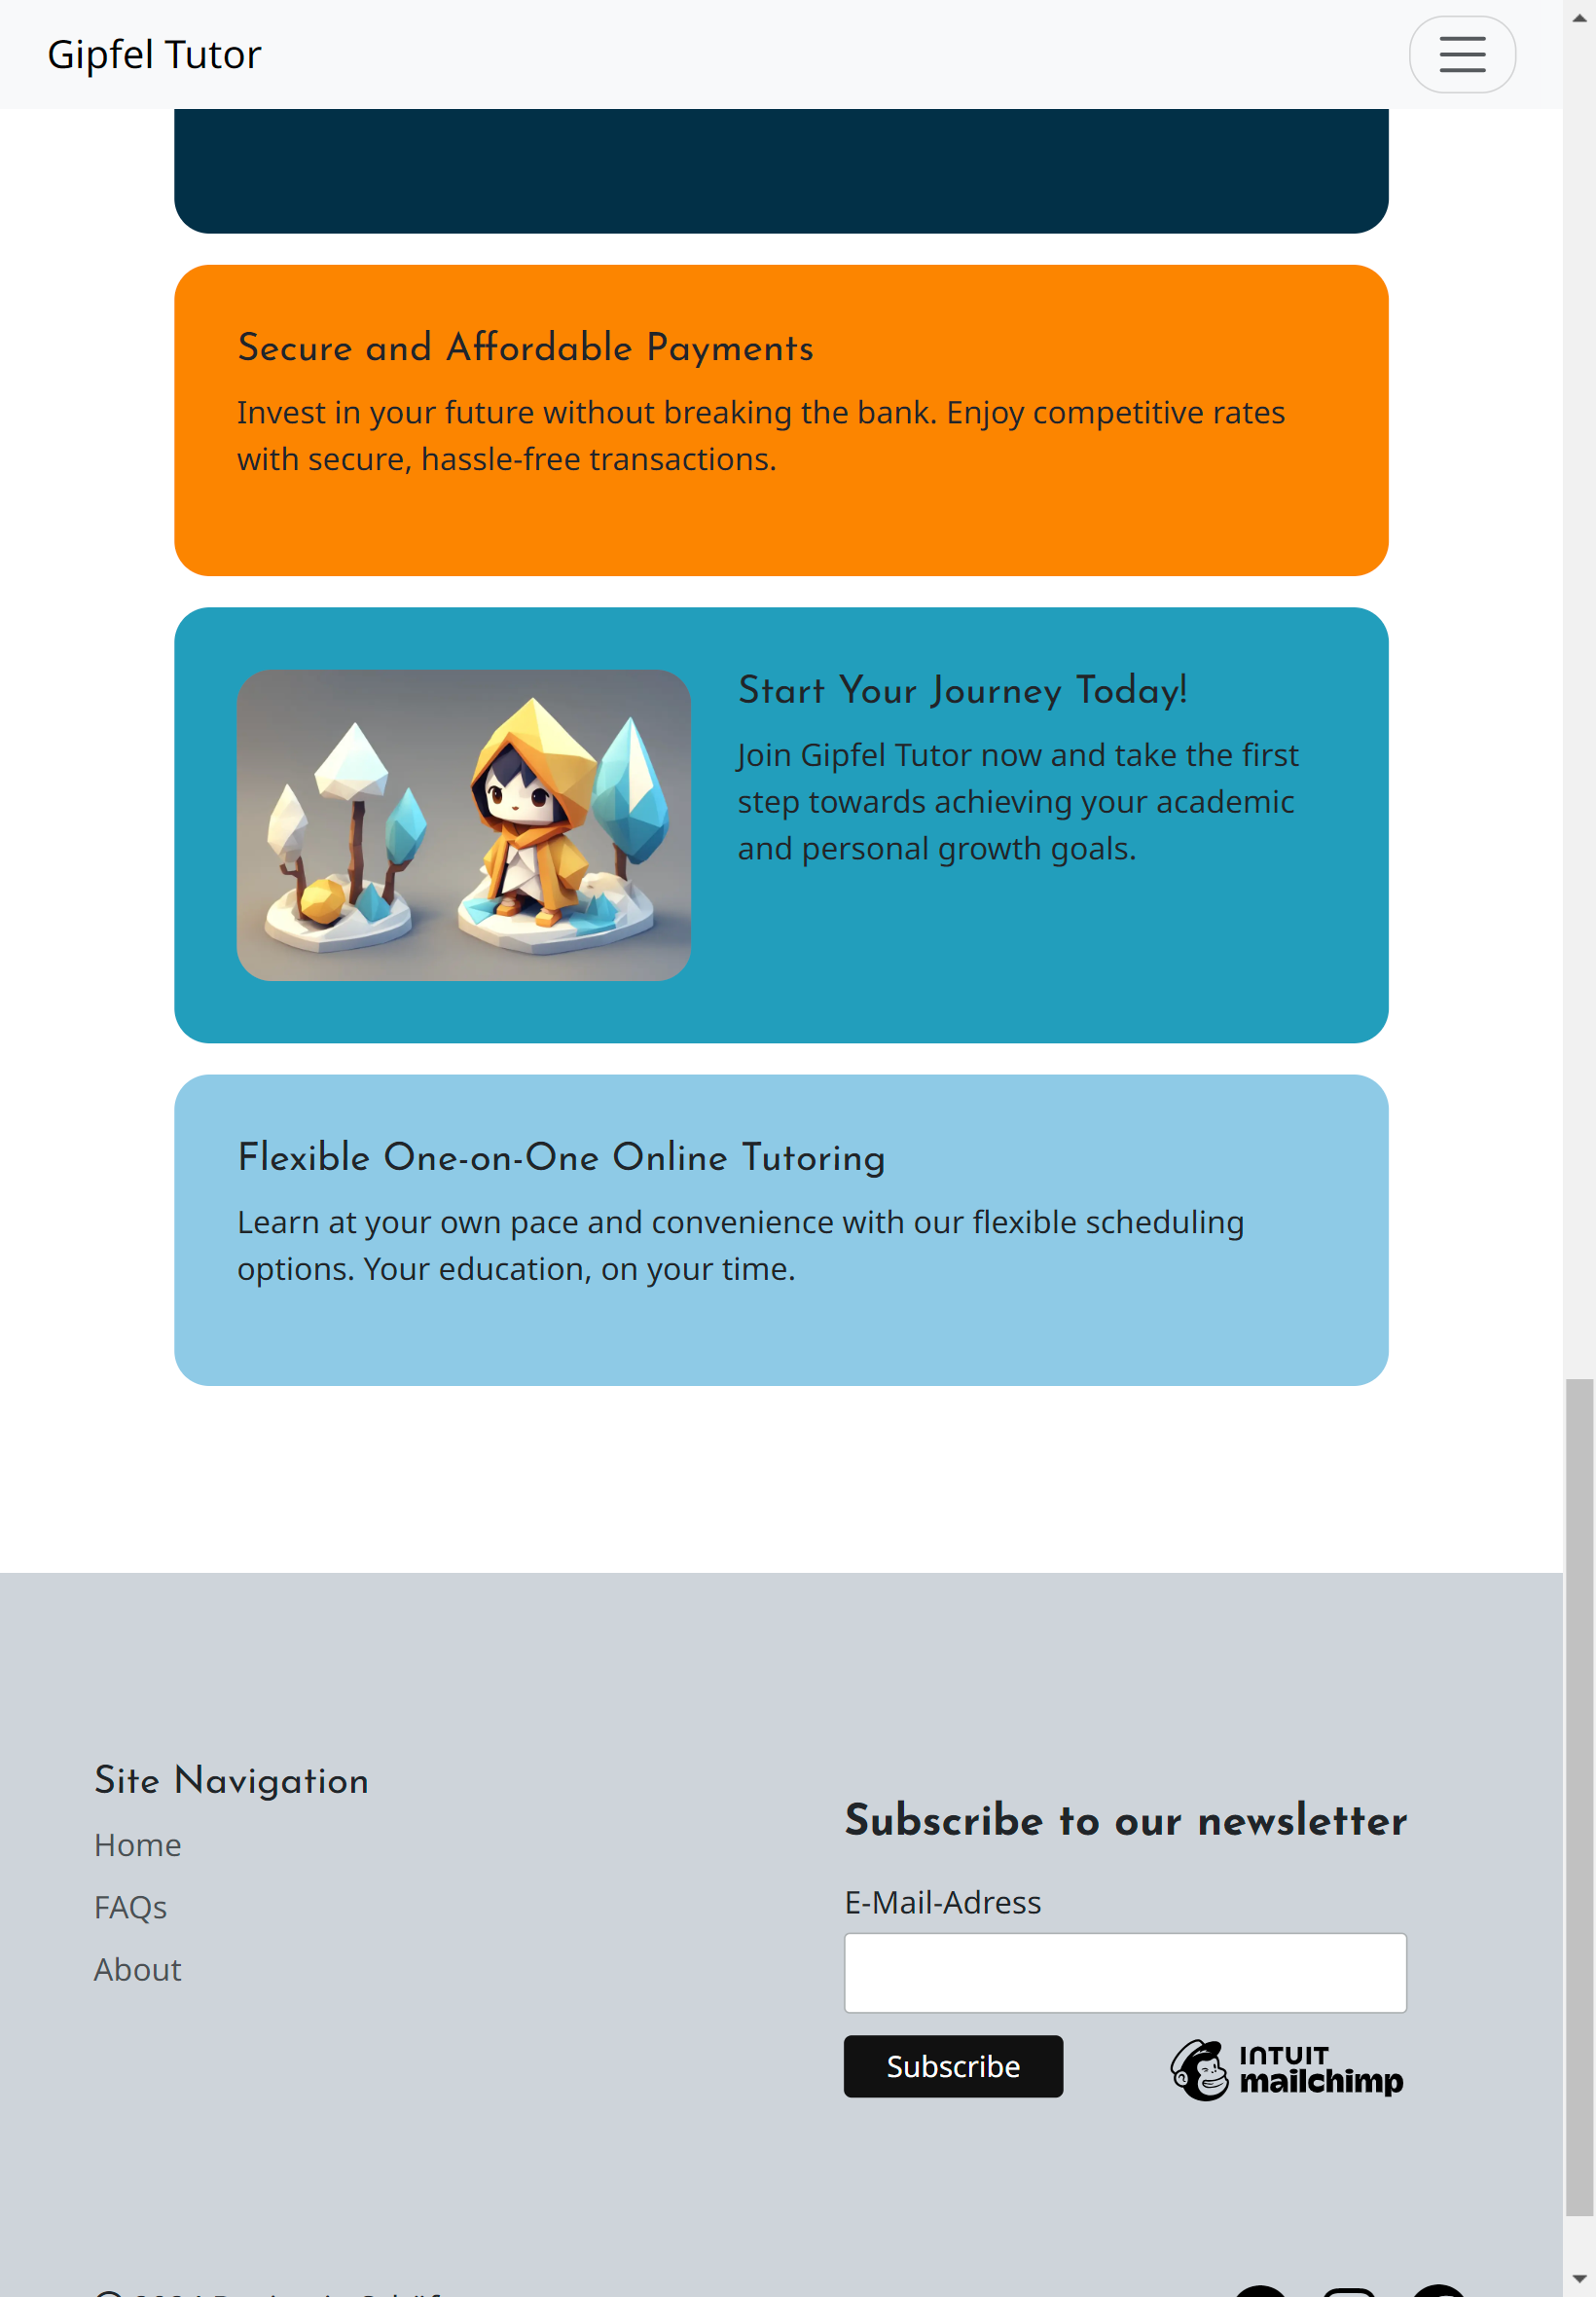 Gipfel Tutor
Secure and Affordable Payments
Invest in your future without breaking the bank. Enjoy competitive rates
with secure, hassle-free transactions.
Start Your Journey Today!
Join Gipfel Tutor now and take the first
step towards achieving your academic
and personal growth goals.
Flexible One-on-One Online Tutoring
Learn at your own pace and convenience with our flexible scheduling
options. Your education, on your time.
Site Navigation
Home
FAQs
About
Subscribe to our newsletter
E-Mail-Adress
Subscribe
INTUIT
mailchimp